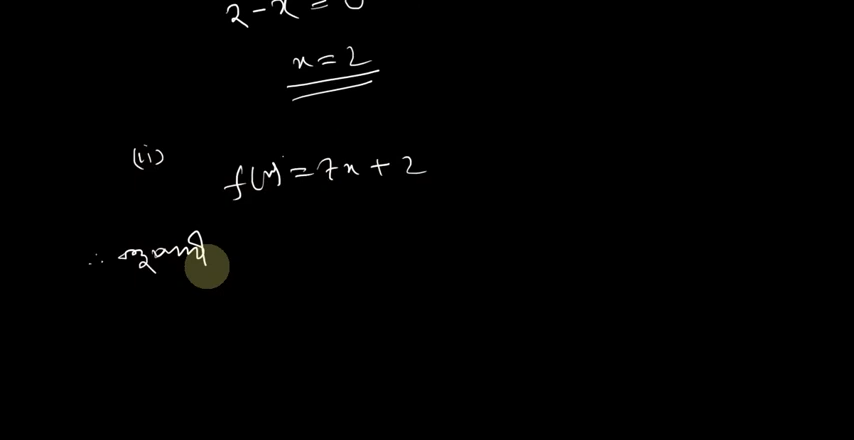 2 - x = 0
x = 2
(ii)
f(x) = 7x + 2
∴